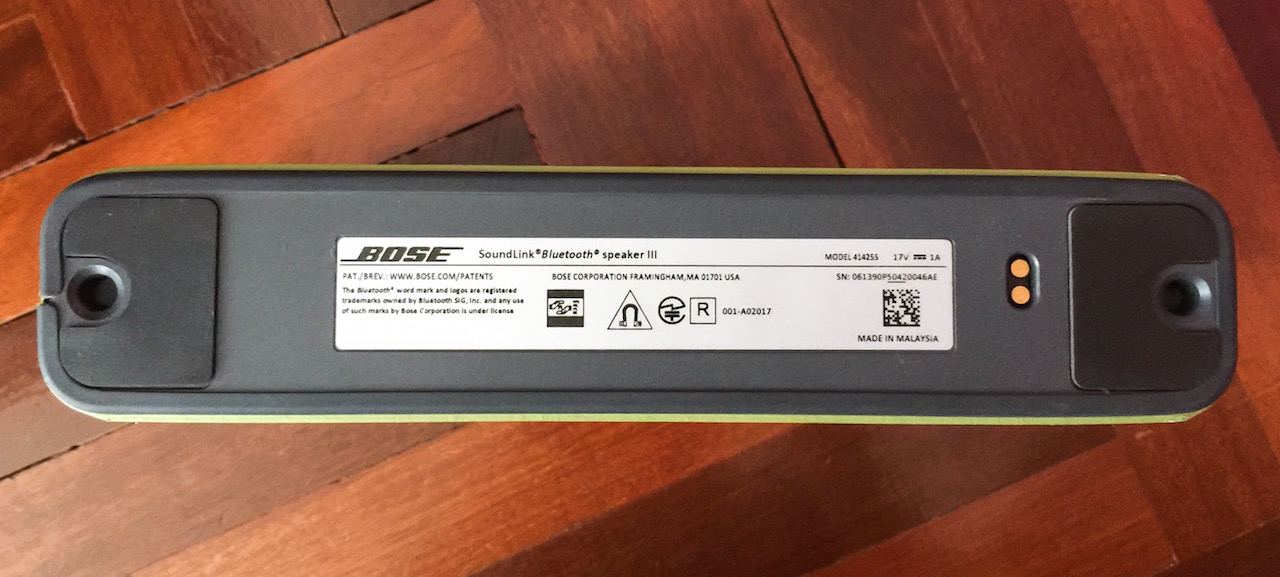 BOSE SoundLink® Bluetooth® speaker III
MODEL 414255 17V ⎓ 1A
PAT./BREV.: WWW.BOSE.COM/PATENTS
BOSE CORPORATION FRAMINGHAM,MA 01701 USA
SN: 061390P50420046AE
The Bluetooth® word mark and logos are registered
trademarks owned by Bluetooth SIG, Inc. and any use
of such marks by Bose Corporation is under license
R 001-A02017
MADE IN MALAYSiA